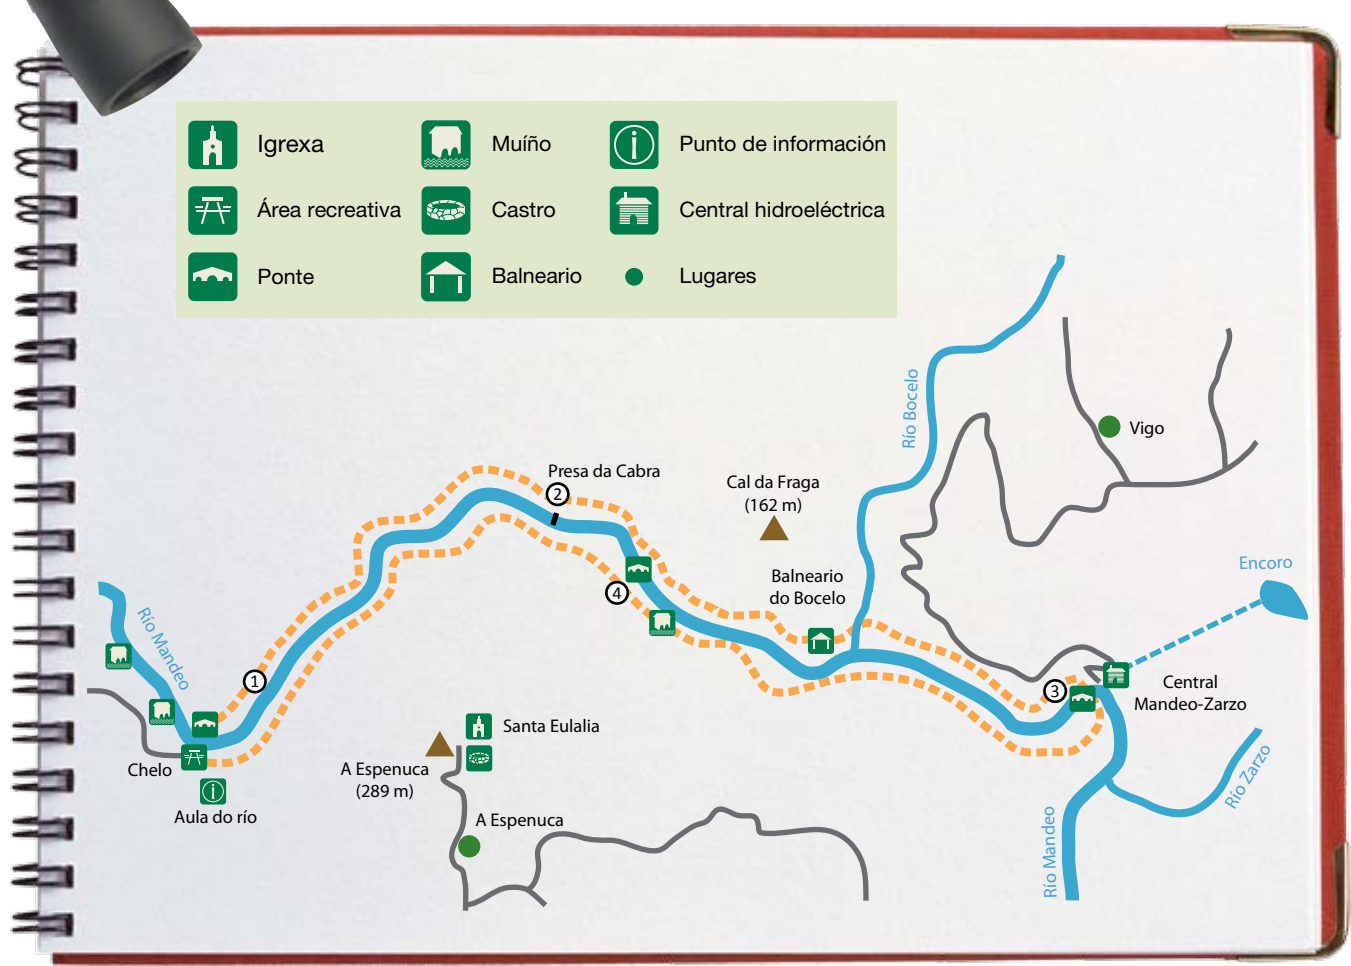 Igrexa
Muíño
Punto de información
Área recreativa
Castro
Central hidroeléctrica
Ponte
Balneario
Lugares
Río Bocelo
Vigo
Presa da Cabra
2
Cal da Fraga
(162 m)
Encoro
Balneario
do Bocelo
4
Río Mandeo
1
3
Central
Mandeo-Zarzo
Santa Eulalia
A Espenuca
(289 m)
Chelo
Aula do río
A Espenuca
Río Mandeo
Río Zarzo